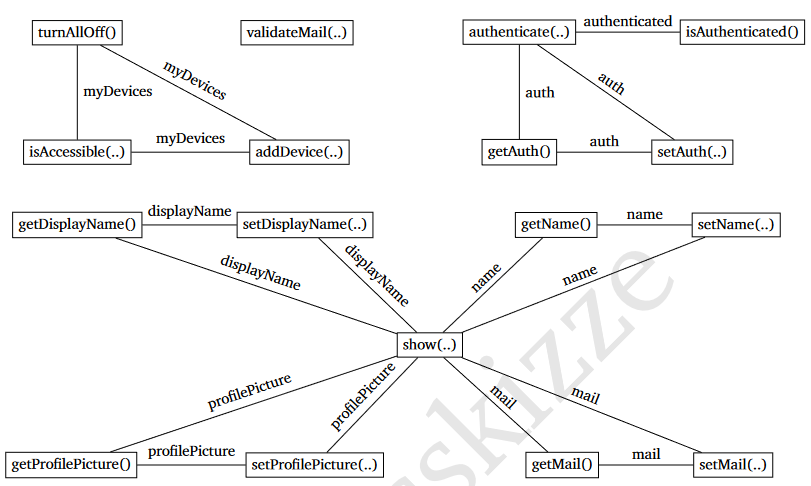 turnAllOff()
validateMail(..)
authenticate(..)
authenticated
isAuthenticated()
myDevices
myDevices
auth
auth
isAccessible(..)
myDevices
addDevice(..)
getAuth()
auth
setAuth(..)
getDisplayName()
displayName
setDisplayName(..)
getName()
name
setName(..)
displayName
displayName
name
name
show(..)
profilePicture
profilePicture
mail
mail
getProfilePicture()
profilePicture
setProfilePicture(..)
getMail()
mail
setMail(..)
skizze